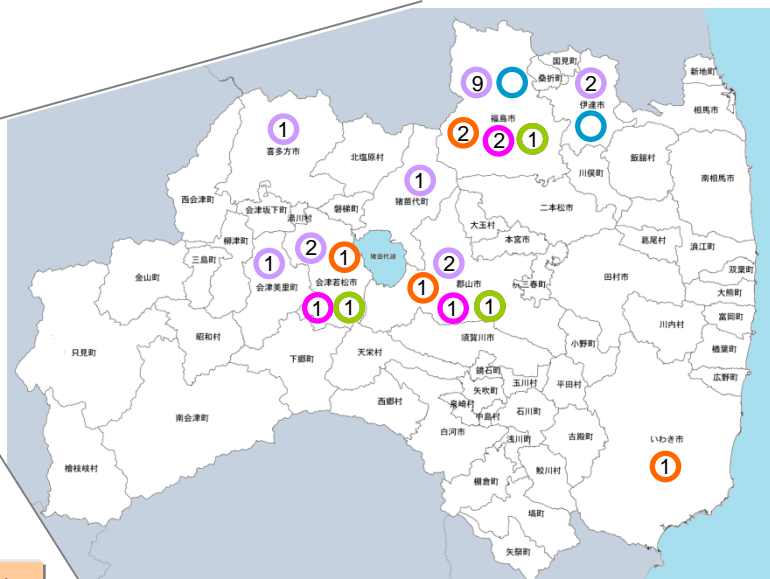 国見町
桑折町
新地町
9
2
伊達市
相馬市
福島市
2
2
1
1
喜多方市
北塩原村
川俣町
飯舘村
南相馬市
1
猪苗代町
西会津町
会津坂下町
湯川村
磐梯町
二本松市
大玉村
本宮市
柳津町
三島町
葛尾村
浪江町
2
1
猪苗代湖
金山町
1
会津美里町
会津若松市
2
郡山市
三春町
田村市
双葉町
大熊町
1
1
1
1
1
富岡町
川内村
昭和村
須賀川市
小野町
楢葉町
只見町
下郷町
天栄村
鏡石町
玉川村
平田村
広野町
矢吹町
西郷村
泉崎村
中島村
石川町
南会津町
白河市
浅川町
古殿町
いわき市
1
檜枝岐村
棚倉町
鮫川村
塙町
矢祭町